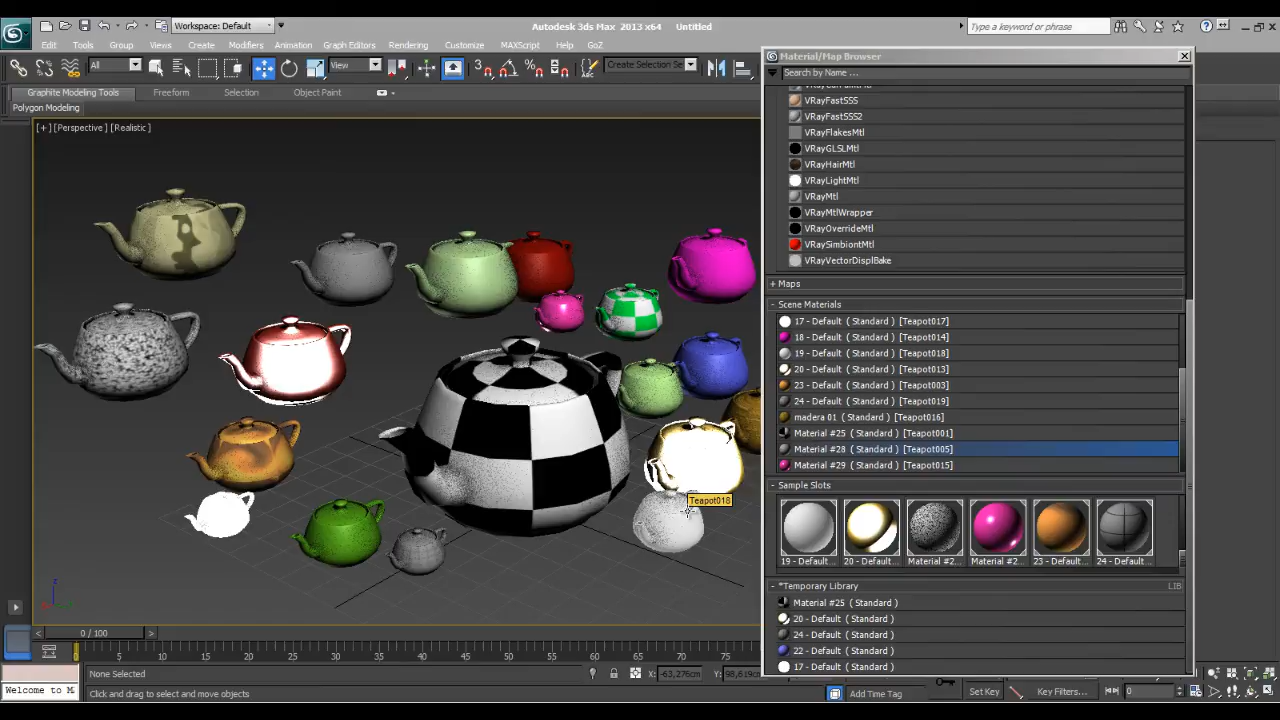 Workspace: Default
Autodesk 3ds Max 2013 x64 Untitled
Type a keyword or phrase
Edit Tools Group Views Create Modifiers Animation Graph Editors Rendering Customize MAXScript Help GoZ
All
View
Create Selection Se
Graphite Modeling Tools Freeform Selection Object Paint
Polygon Modeling
[+] [Perspective] [Realistic]
Material/Map Browser
Search by Name ...
VRayFastSSS
VRayFastSSS2
VRayFlakesMtl
VRayGLSLMtl
VRayHairMtl
VRayLightMtl
VRayMtl
VRayMtlWrapper
VRayOverrideMtl
VRaySimbiontMtl
VRayVectorDisplBake
+ Maps
- Scene Materials
17 - Default ( Standard ) [Teapot017]
18 - Default ( Standard ) [Teapot014]
19 - Default ( Standard ) [Teapot018]
20 - Default ( Standard ) [Teapot013]
23 - Default ( Standard ) [Teapot003]
24 - Default ( Standard ) [Teapot019]
madera 01 ( Standard ) [Teapot016]
Material #25 ( Standard ) [Teapot001]
Material #28 ( Standard ) [Teapot005]
Material #29 ( Standard ) [Teapot015]
- Sample Slots
19 - Default... 20 - Default... Material #2... Material #2... 23 - Default... 24 - Default...
- *Temporary Library LIB
Material #25 ( Standard )
20 - Default ( Standard )
24 - Default ( Standard )
22 - Default ( Standard )
17 - Default ( Standard )
Teapot018
< 0 / 100 >
0 5 10 15 20 25 30 35 40 45 50 55 60 65 70 75
None Selected
X: -63,276cm Y: 98,619cm
Welcome to M
Click and drag to select and move objects
Add Time Tag
Set Key
Key Filters...
0